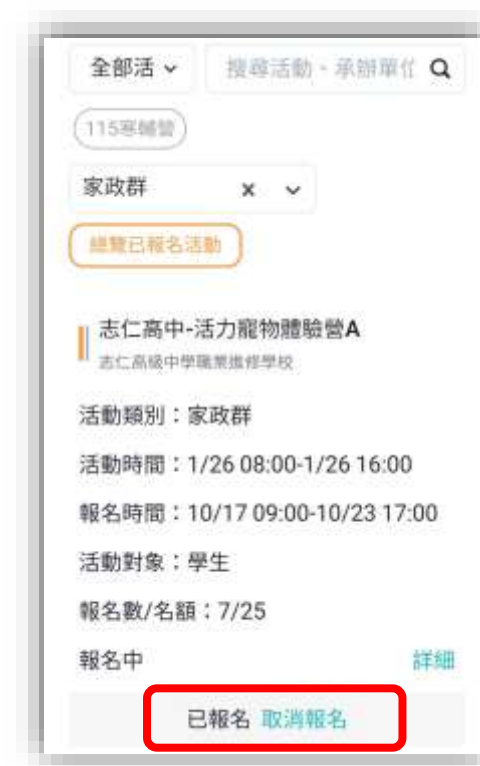 全部活 搜尋活動、承辦單位
115寒輔營
家政群
總覽已報名活動
志仁高中-活力寵物體驗營A
志仁高級中學職業進修學校
活動類別：家政群
活動時間：1/26 08:00-1/26 16:00
報名時間：10/17 09:00-10/23 17:00
活動對象：學生
報名數/名額：7/25
報名中 詳細
已報名 取消報名